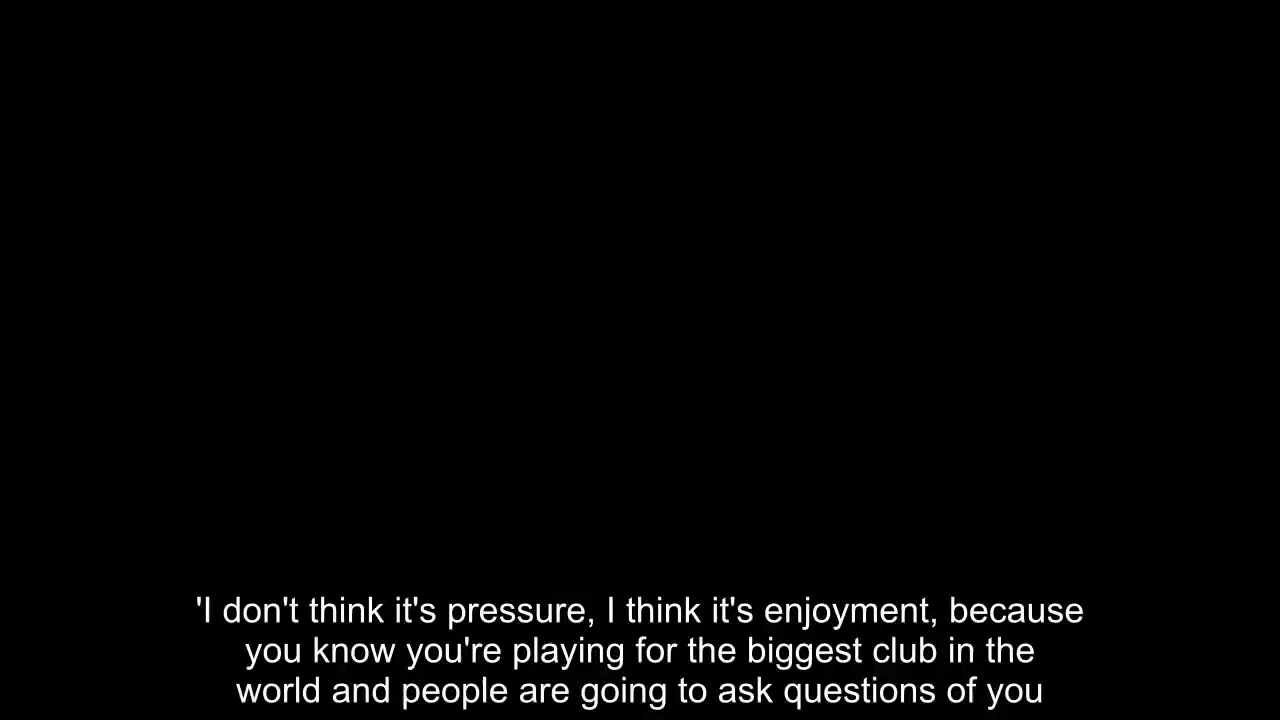 'I don't think it's pressure, I think it's enjoyment, because
you know you're playing for the biggest club in the
world and people are going to ask questions of you